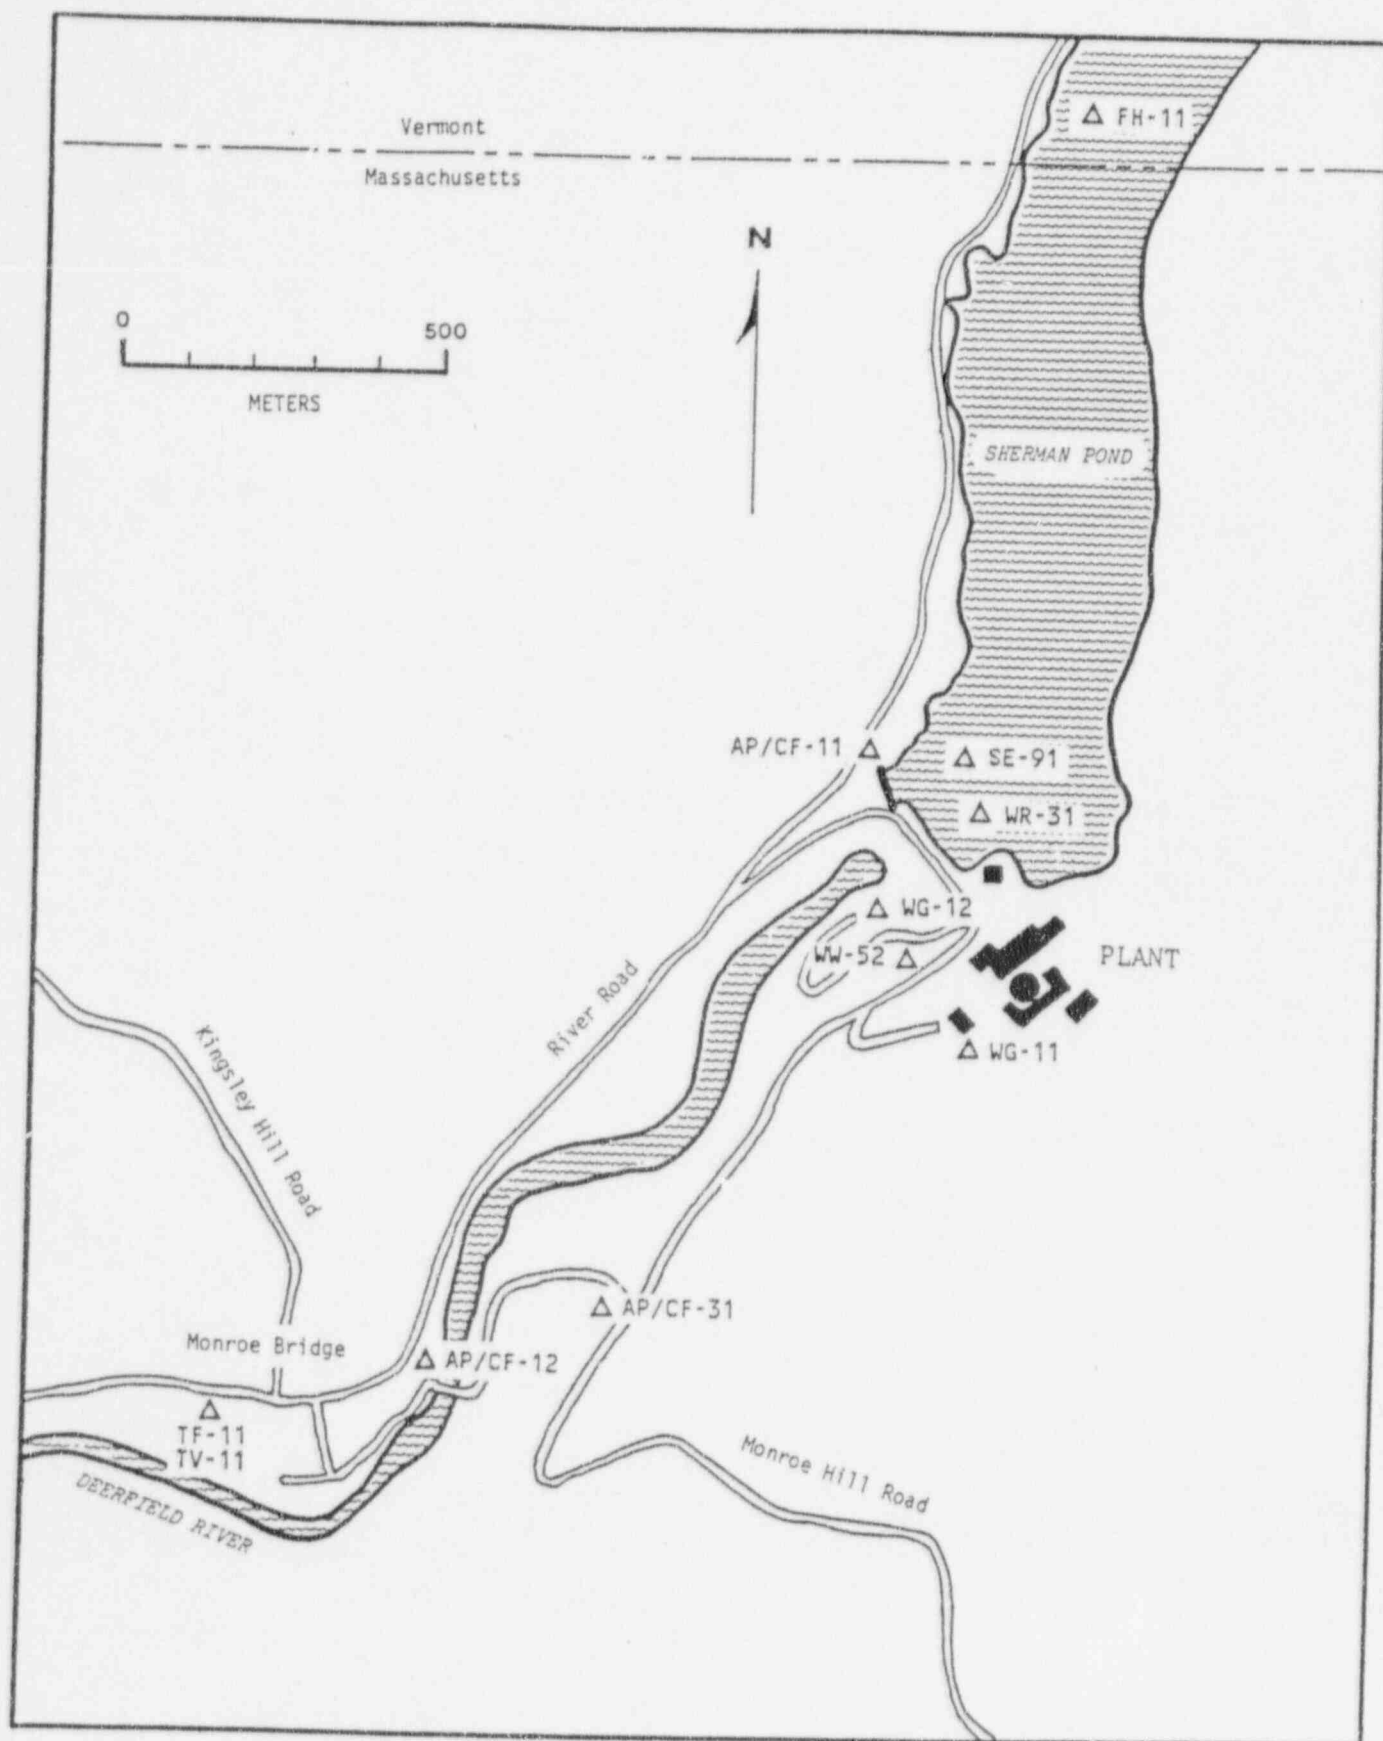 Vermont
Massachusetts
FH-11
N
0 500
METERS
SHERMAN POND
AP/CF-11
SE-91
WR-31
WG-12
WW-52
PLANT
WG-11
River Road
Kingsley Hill Road
AP/CF-31
Monroe Bridge
AP/CF-12
TF-11
TV-11
Monroe Hill Road
DEERFIELD RIVER